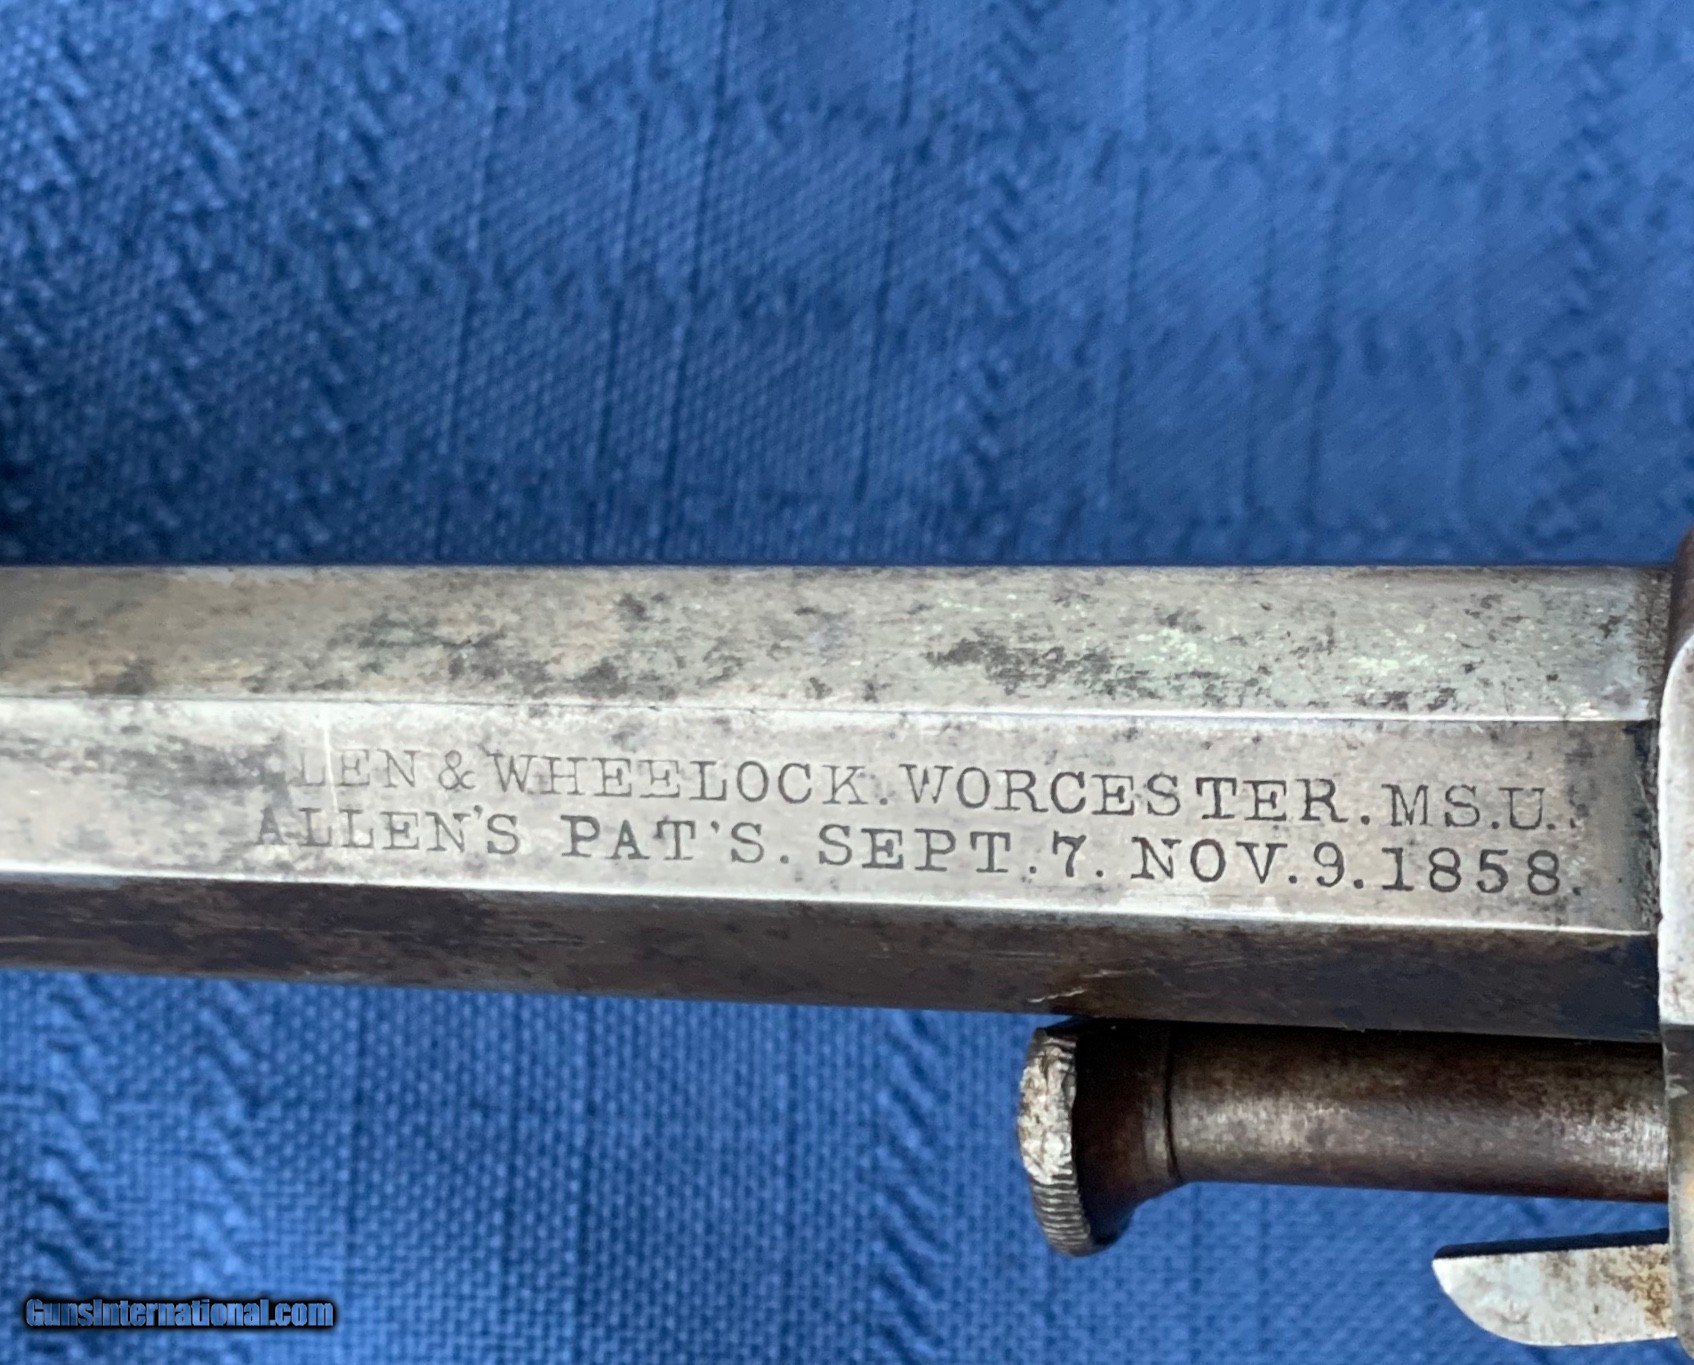 LEN & WHEELOCK. WORCESTER. MS. U.
ALLEN'S PAT'S. SEPT. 7. NOV. 9. 1858.
GunsInternational.com